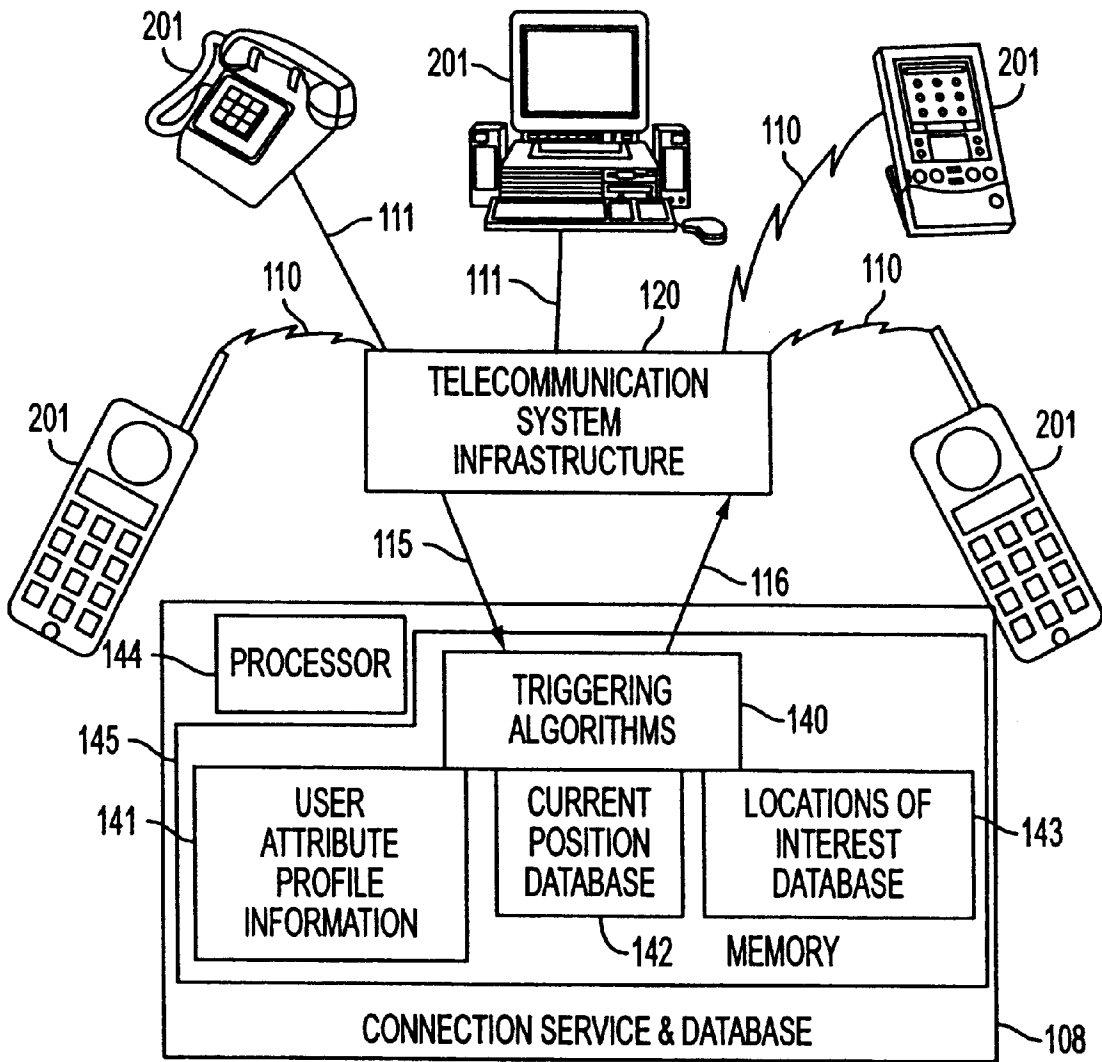 201
201
201
110
111
111
120
110
110
201
201
TELECOMMUNICATION
SYSTEM
INFRASTRUCTURE
115
116
144
PROCESSOR
TRIGGERING
ALGORITHMS
140
145
141
USER
ATTRIBUTE
PROFILE
INFORMATION
CURRENT
POSITION
DATABASE
LOCATIONS OF
INTEREST
DATABASE
143
142
MEMORY
CONNECTION SERVICE & DATABASE
108